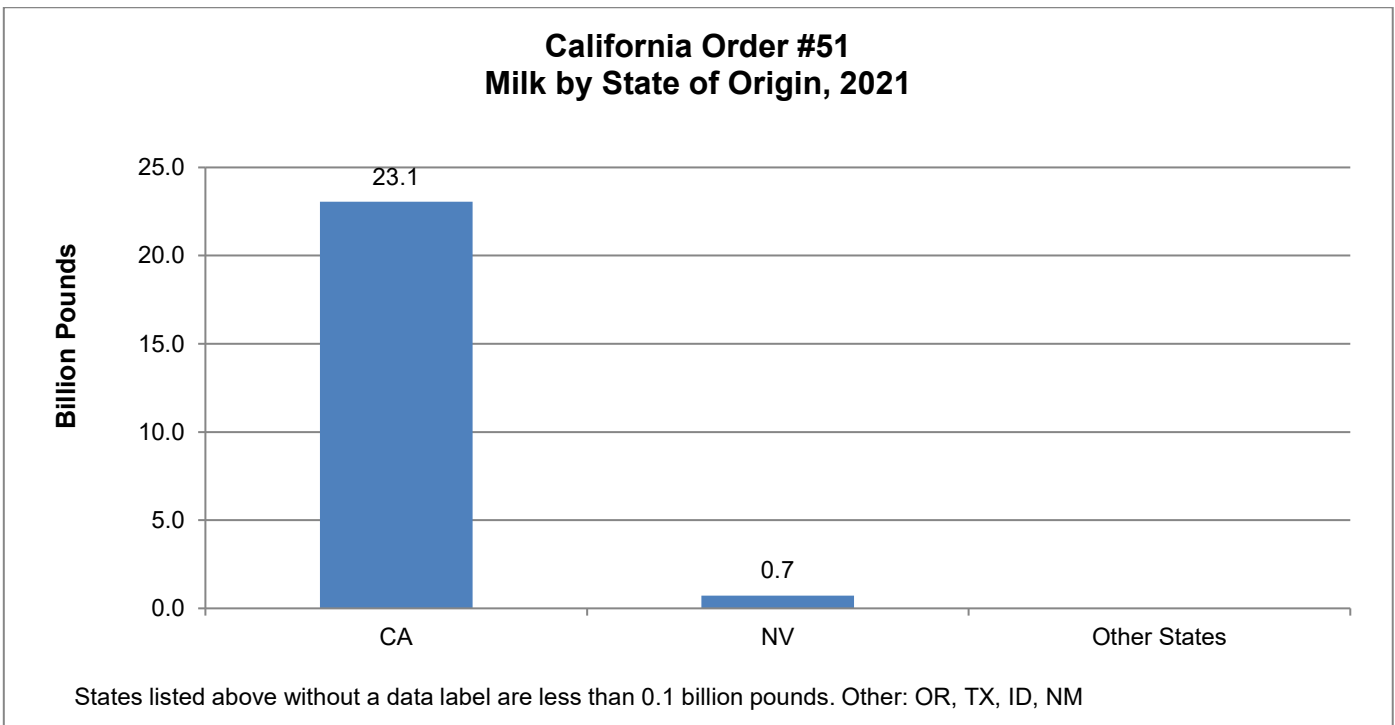 California Order #51
Milk by State of Origin, 2021
25.0
23.1
20.0
Billion Pounds
15.0
10.0
5.0
0.7
0.0
CA NV Other States
States listed above without a data label are less than 0.1 billion pounds. Other: OR, TX, ID, NM